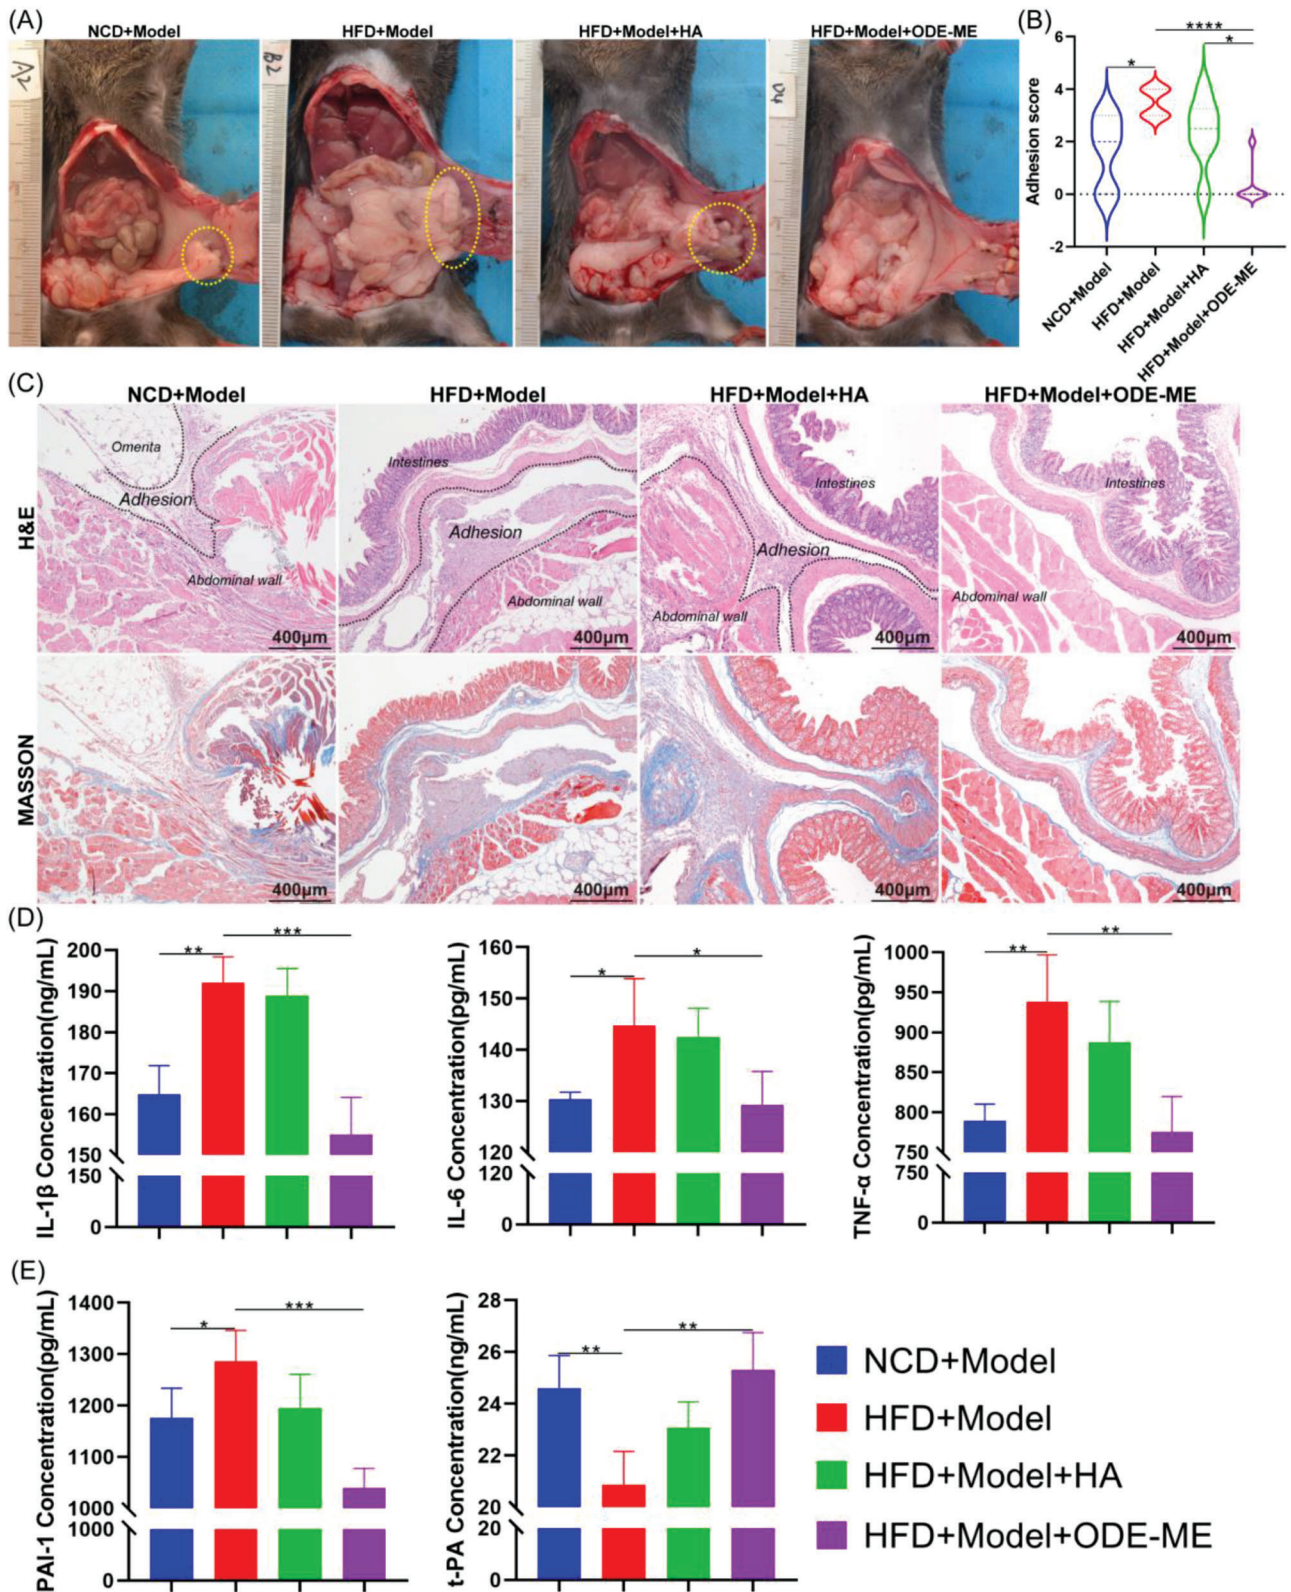 (A)
NCD+Model
HFD+Model
HFD+Model+HA
HFD+Model+ODE-ME
A2
B2
D4
(B)
****
*
*
Adhesion score
6
4
2
0
-2
NCD+Model
HFD+Model
HFD+Model+HA
HFD+Model+ODE-ME
(C)
NCD+Model
HFD+Model
HFD+Model+HA
HFD+Model+ODE-ME
H&E
Omenta
Adhesion
Abdominal wall
400μm
Intestines
Adhesion
Abdominal wall
400μm
Intestines
Adhesion
Abdominal wall
400μm
Intestines
Abdominal wall
400μm
MASSON
400μm
400μm
400μm
400μm
(D)
IL-1β Concentration(ng/mL)
200
190
180
170
160
150
150
0
**
***
IL-6 Concentration(pg/mL)
160
150
140
130
120
120
0
*
*
TNF-α Concentration(pg/mL)
1000
950
900
850
800
750
750
0
**
**
(E)
PAI-1 Concentration(pg/mL)
1400
1300
1200
1100
1000
1000
0
*
***
t-PA Concentration(ng/mL)
28
26
24
22
20
20
0
**
**
NCD+Model
HFD+Model
HFD+Model+HA
HFD+Model+ODE-ME